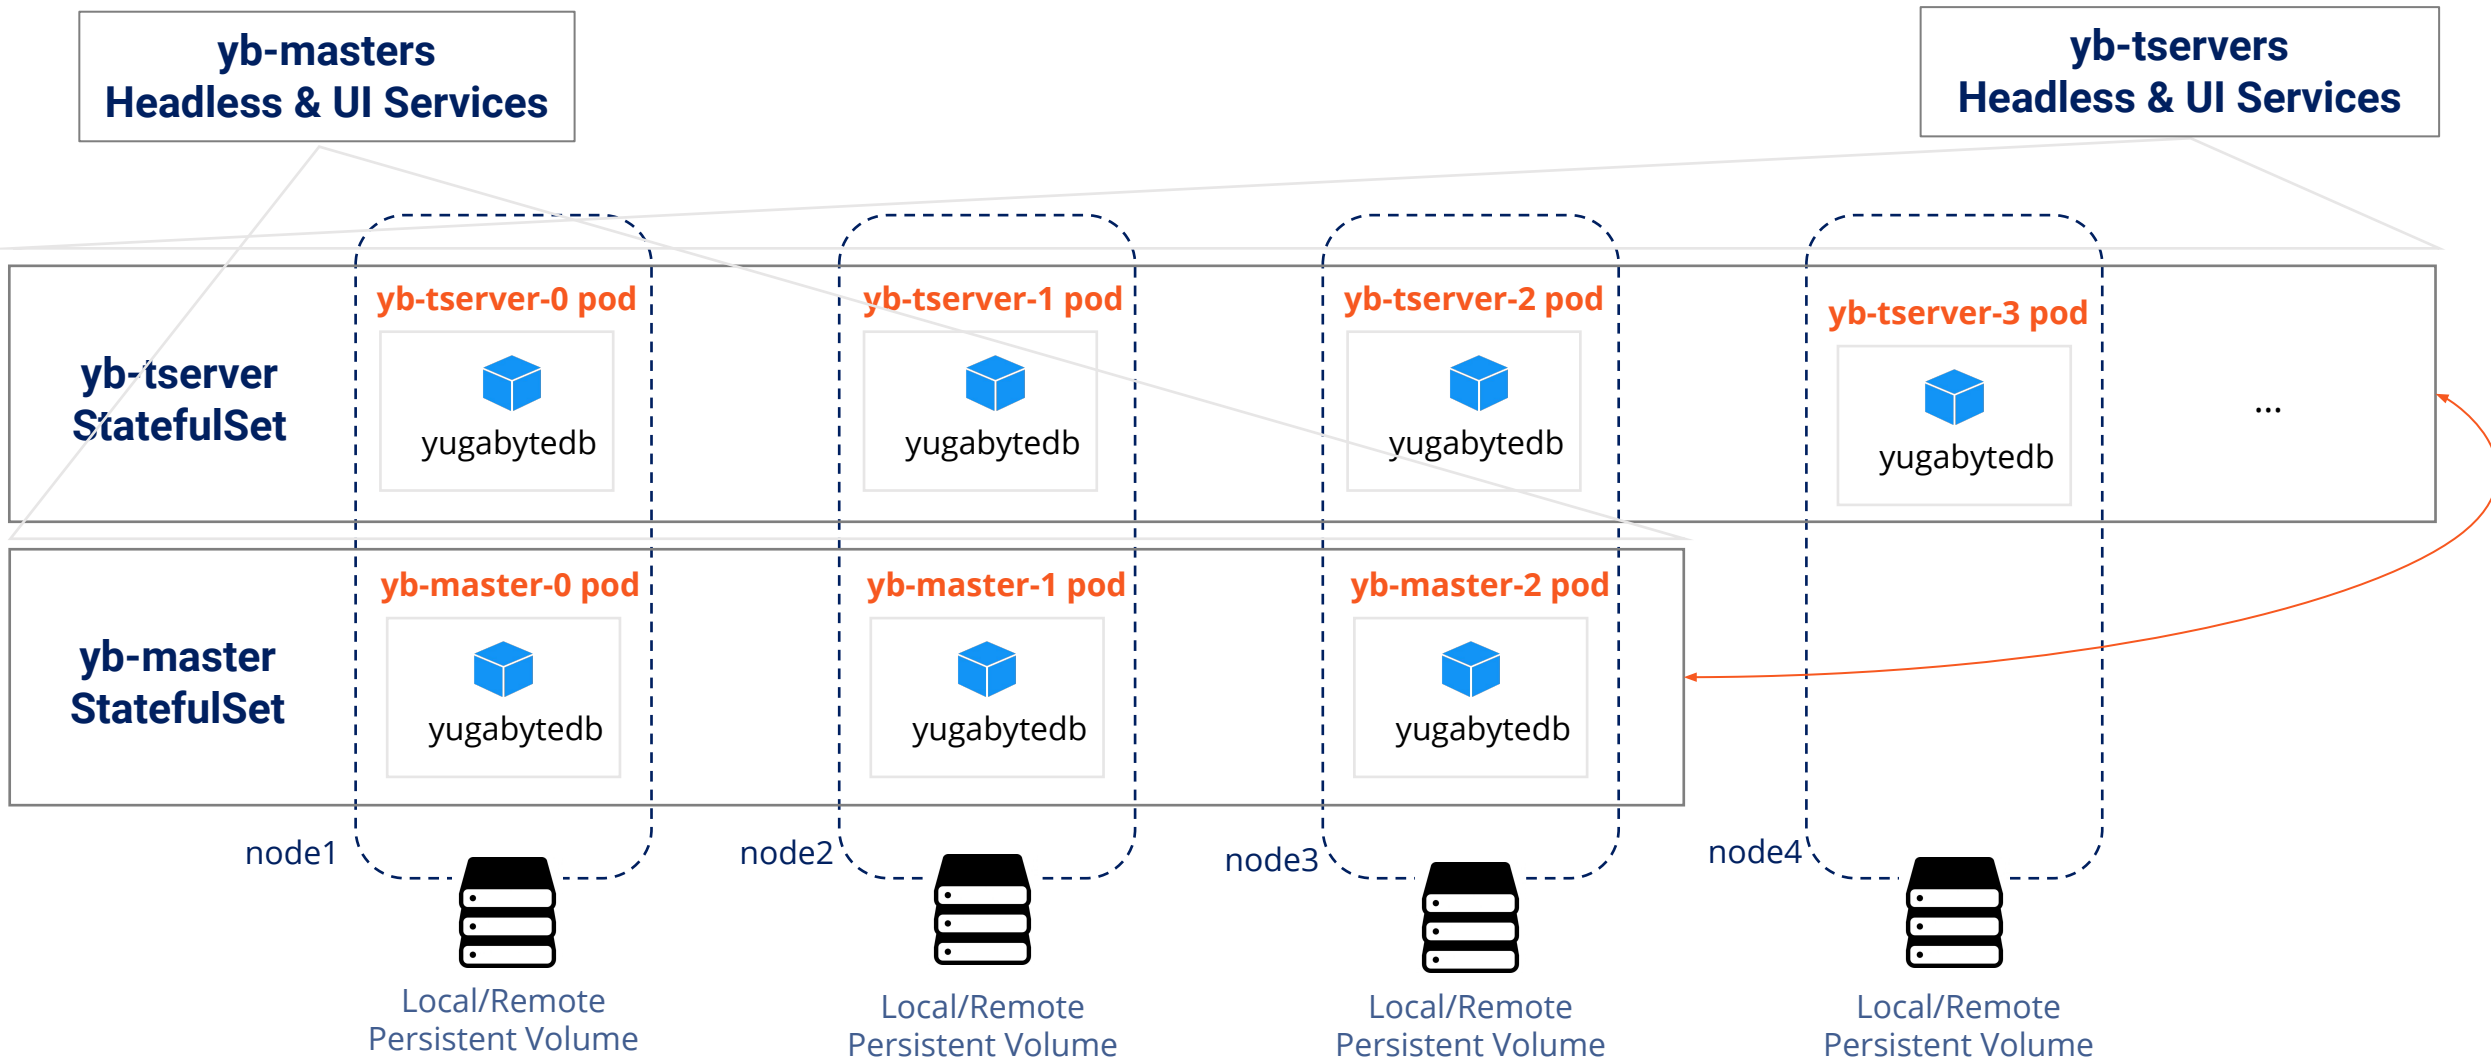 yb-masters
Headless & UI Services
yb-tservers
Headless & UI Services
yb-tserver
StatefulSet
yb-tserver-0 pod
yugabytedb
yb-tserver-1 pod
yugabytedb
yb-tserver-2 pod
yugabytedb
yb-tserver-3 pod
yugabytedb
...
yb-master
StatefulSet
yb-master-0 pod
yugabytedb
yb-master-1 pod
yugabytedb
yb-master-2 pod
yugabytedb
node1
node2
node3
node4
Local/Remote
Persistent Volume
Local/Remote
Persistent Volume
Local/Remote
Persistent Volume
Local/Remote
Persistent Volume